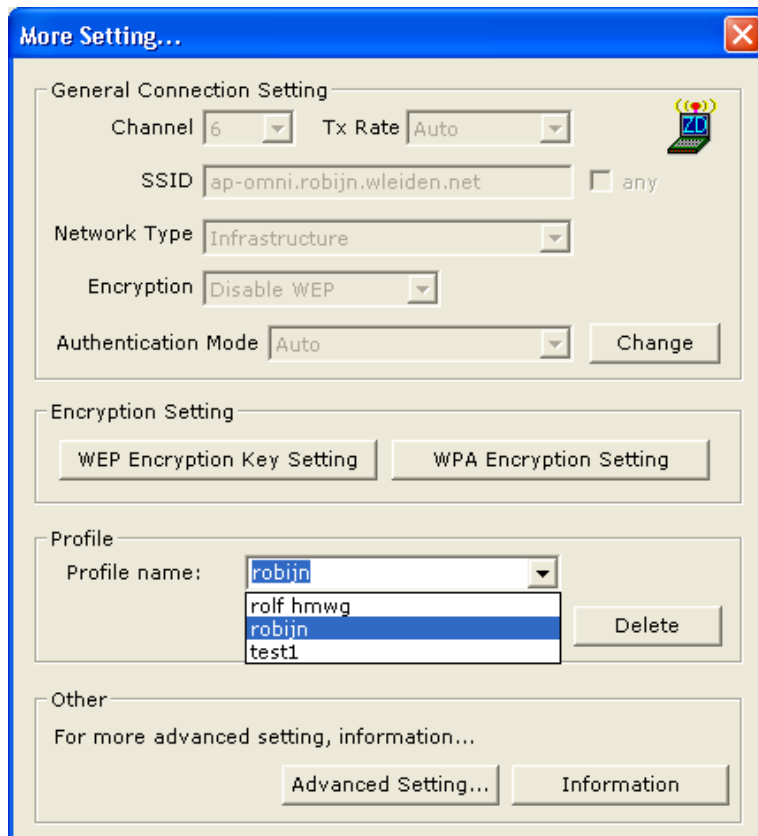 More Setting...
General Connection Setting
Channel 6 Tx Rate Auto
ZD
SSID ap-omni.robijn.wleiden.net any
Network Type Infrastructure
Encryption Disable WEP
Authentication Mode Auto Change
Encryption Setting
WEP Encryption Key Setting WPA Encryption Setting
Profile
Profile name: robijn
rolf hmwg
robijn
test1
Delete
Other
For more advanced setting, information...
Advanced Setting... Information